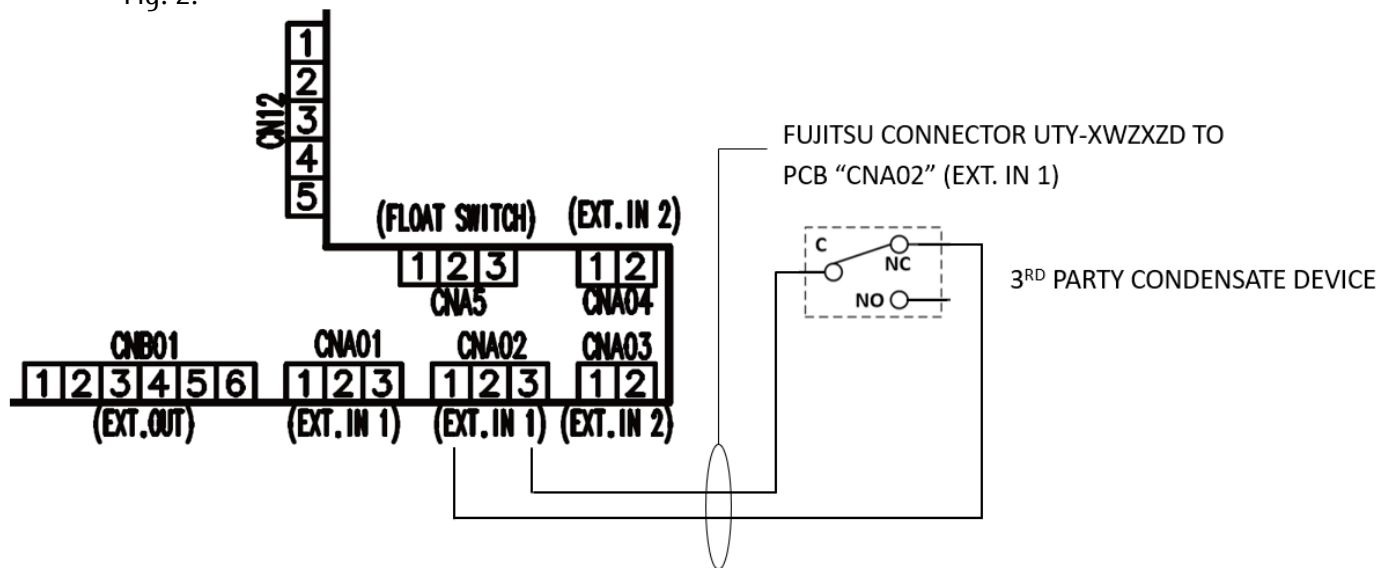 Fig. 2.
1
2
3
4
5
CN12
(FLOAT SWITCH)
(EXT.IN 2)
1 2 3
1 2
CNA5
CNA04
CNB01
CNA01
CNA02
CNA03
1 2 3 4 5 6
1 2 3
1 2 3
1 2
(EXT.OUT)
(EXT.IN 1)
(EXT.IN 1)
(EXT.IN 2)
FUJITSU CONNECTOR UTY-XWZXZD TO
PCB “CNA02” (EXT. IN 1)
C
NC
NO
3RD PARTY CONDENSATE DEVICE